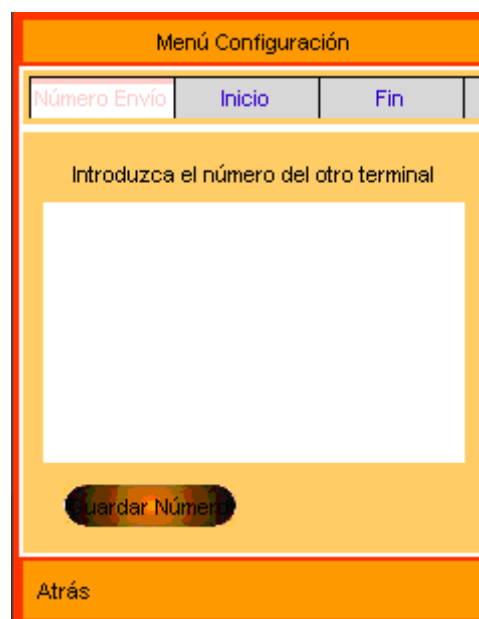 Menú Configuración
Número Envío Inicio Fin
Introduzca el número del otro terminal
Guardar Número
Atrás